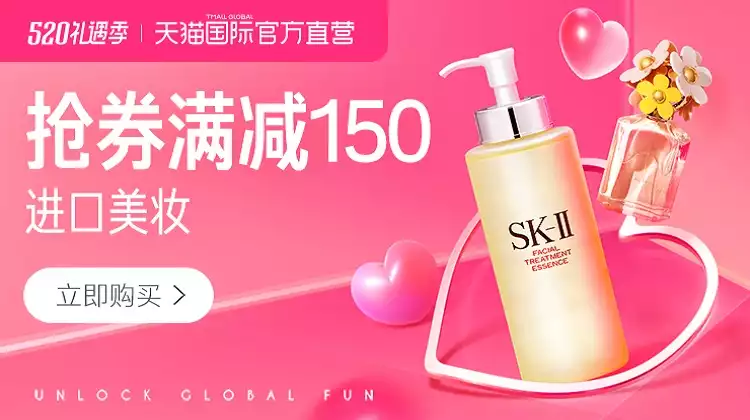 520礼遇季
TMALL GLOBAL
天猫国际官方直营
抢券满减150
进口美妆
立即购买 >
SK-II
FACIAL
TREATMENT
ESSENCE
UNLOCK GLOBAL FUN